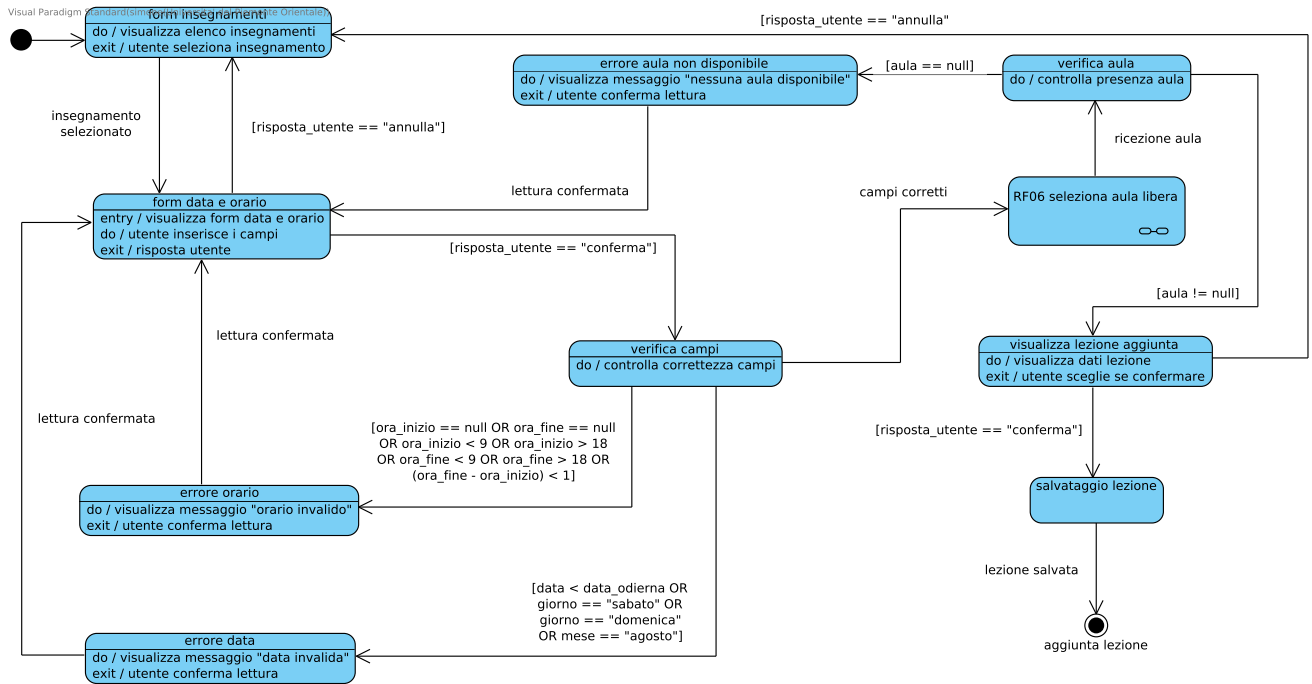 Visual Paradigm Standard
form insegnamenti
do / visualizza elenco insegnamenti
exit / utente seleziona insegnamento
[risposta_utente == "annulla"
errore aula non disponibile
do / visualizza messaggio "nessuna aula disponibile"
exit / utente conferma lettura
[aula == null]
verifica aula
do / controlla presenza aula
insegnamento
selezionato
[risposta_utente == "annulla"]
ricezione aula
lettura confermata
campi corretti
RF06 seleziona aula libera
form data e orario
entry / visualizza form data e orario
do / utente inserisce i campi
exit / risposta utente
[risposta_utente == "conferma"]
[aula != null]
lettura confermata
verifica campi
do / controlla correttezza campi
visualizza lezione aggiunta
do / visualizza dati lezione
exit / utente sceglie se confermare
lettura confermata
[ora_inizio == null OR ora_fine == null
OR ora_inizio < 9 OR ora_inizio > 18
OR ora_fine < 9 OR ora_fine > 18 OR
(ora_fine - ora_inizio) < 1]
[risposta_utente == "conferma"]
errore orario
do / visualizza messaggio "orario invalido"
exit / utente conferma lettura
salvataggio lezione
lezione salvata
[data < data_odierna OR
giorno == "sabato" OR
giorno == "domenica"
OR mese == "agosto"]
errore data
do / visualizza messaggio "data invalida"
exit / utente conferma lettura
aggiunta lezione